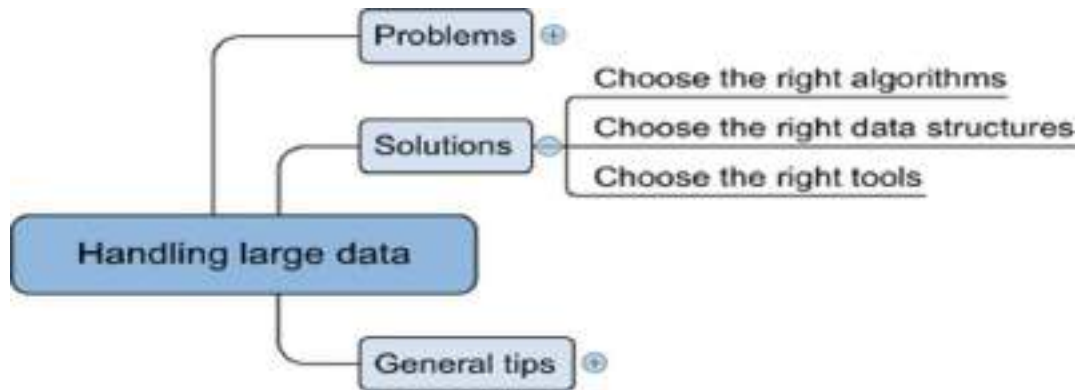 Problems
Choose the right algorithms
Solutions
Choose the right data structures
Choose the right tools
Handling large data
General tips